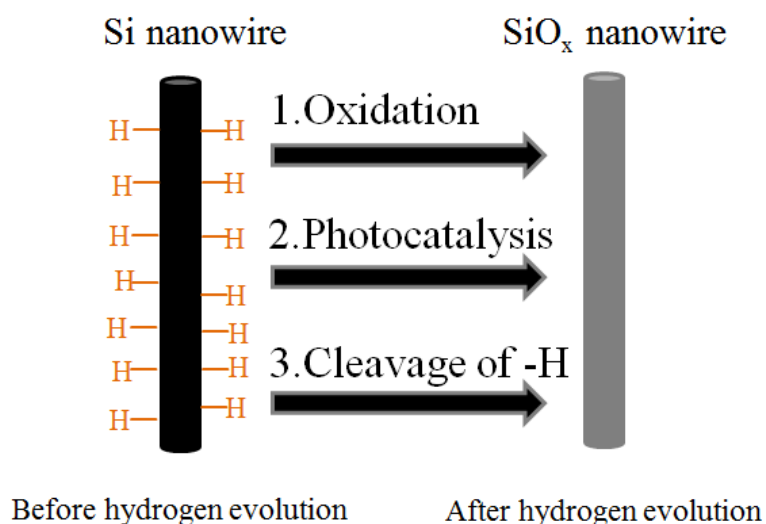 Si nanowire
SiOx nanowire
H H
H H
H H
H H
H H
H H
H H
1.Oxidation
2.Photocatalysis
3.Cleavage of -H
Before hydrogen evolution
After hydrogen evolution